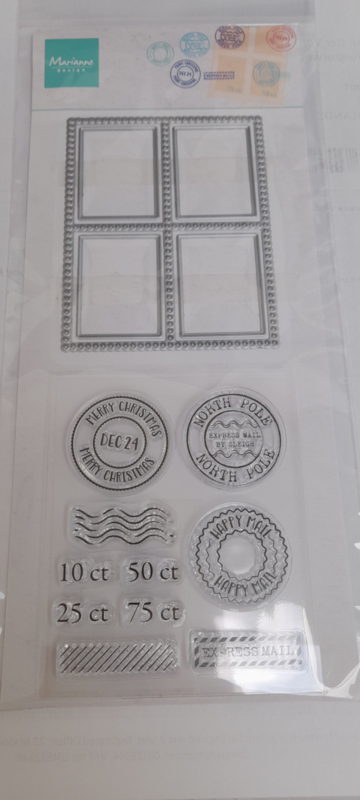 Marianne
design
MERRY CHRISTMAS
DEC 24
MERRY CHRISTMAS
NORTH POLE
EXPRESS MAIL
BY SLEIGH
NORTH POLE
HAPPY MAIL
HAPPY MAIL
10 ct
50 ct
25 ct
75 ct
EXPRESS MAIL